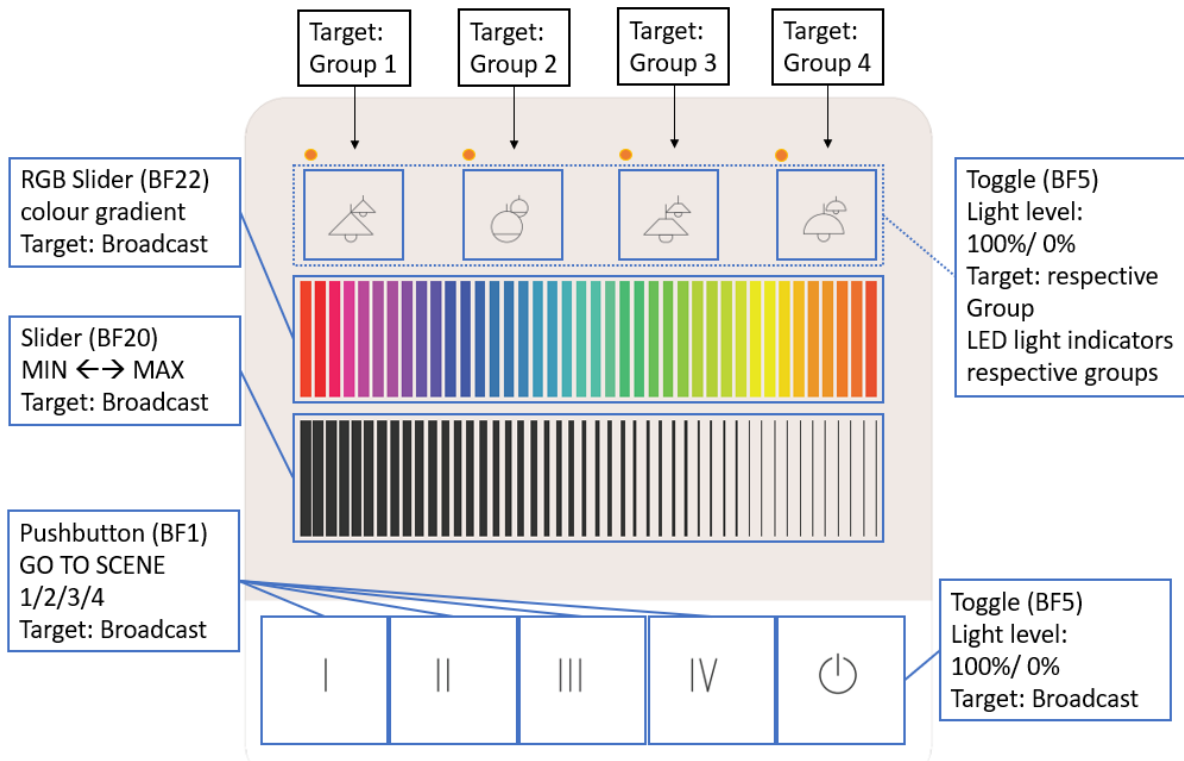 Target:
Group 1
Target:
Group 2
Target:
Group 3
Target:
Group 4
RGB Slider (BF22)
colour gradient
Target: Broadcast
Slider (BF20)
MIN ←→ MAX
Target: Broadcast
Pushbutton (BF1)
GO TO SCENE
1/2/3/4
Target: Broadcast
Toggle (BF5)
Light level:
100%/ 0%
Target: respective
Group
LED light indicators
respective groups
I
II
III
IV
Toggle (BF5)
Light level:
100%/ 0%
Target: Broadcast